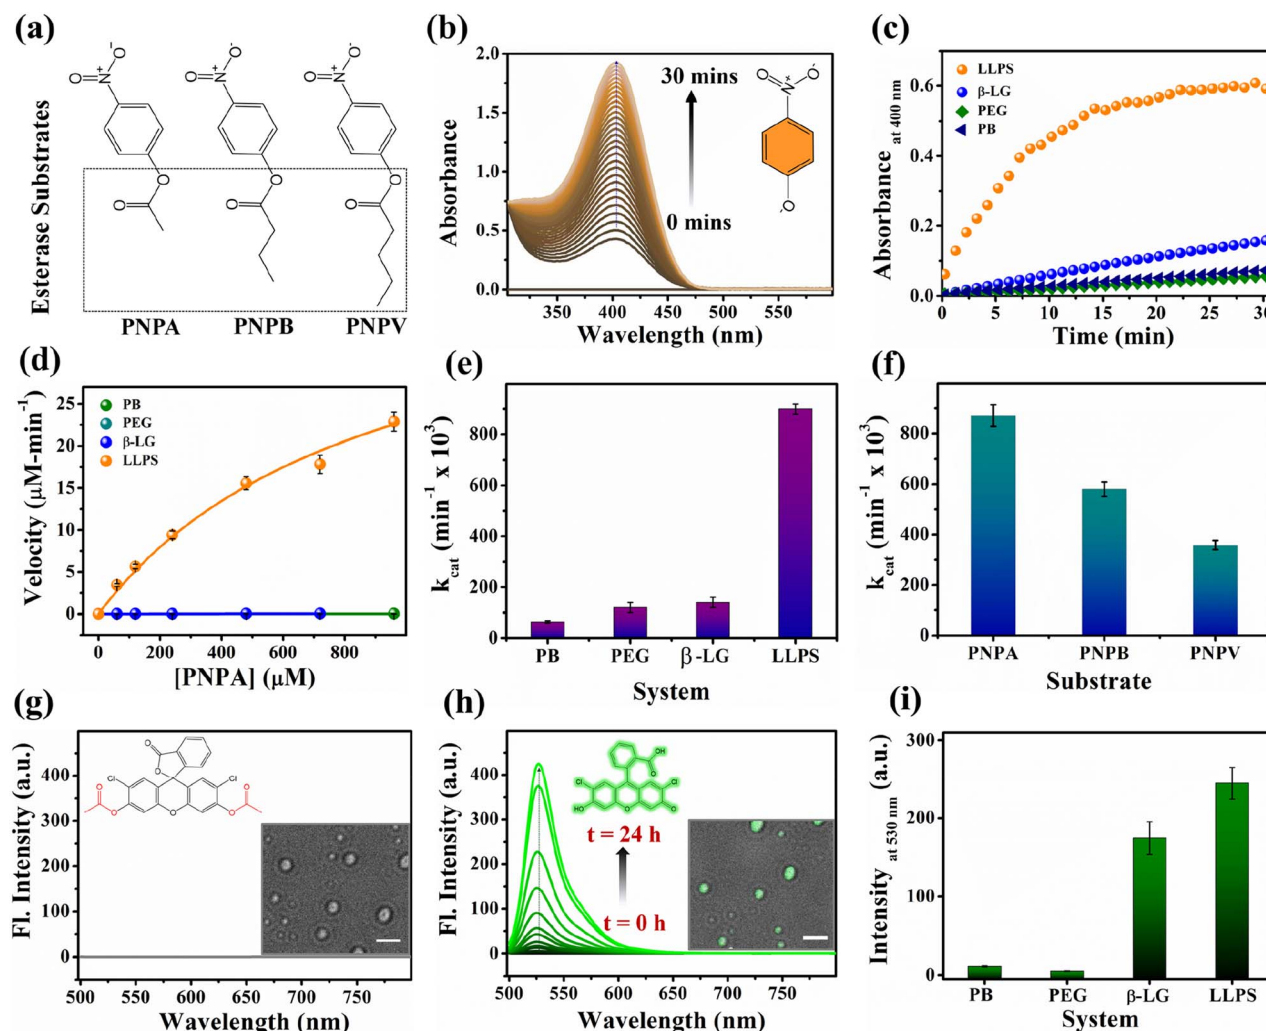 (a)
Esterase Substrates
PNPA
PNPB
PNPV
(b)
Absorbance
2.0
1.5
1.0
0.5
0.0
30 mins
0 mins
350 400 450 500 550
Wavelength (nm)
(c)
Absorbance at 400 nm
0.6
0.4
0.2
0.0
LLPS
β-LG
PEG
PB
0 5 10 15 20 25 30
Time (min)
(d)
Velocity (μM-min⁻¹)
25
20
15
10
5
0
PB
PEG
β-LG
LLPS
0 200 400 600 800
[PNPA] (μM)
(e)
kcat (min⁻¹ x 10³)
800
600
400
200
0
PB PEG β-LG LLPS
System
(f)
kcat (min⁻¹ x 10³)
800
600
400
200
0
PNPA PNPB PNPV
Substrate
(g)
Fl. Intensity (a.u.)
400
300
200
100
0
500 550 600 650 700 750
Wavelength (nm)
(h)
Fl. Intensity (a.u.)
400
300
200
100
0
t = 24 h
t = 0 h
500 550 600 650 700 750
Wavelength (nm)
(i)
Intensity at 530 nm (a.u.)
300
200
100
0
PB PEG β-LG LLPS
System